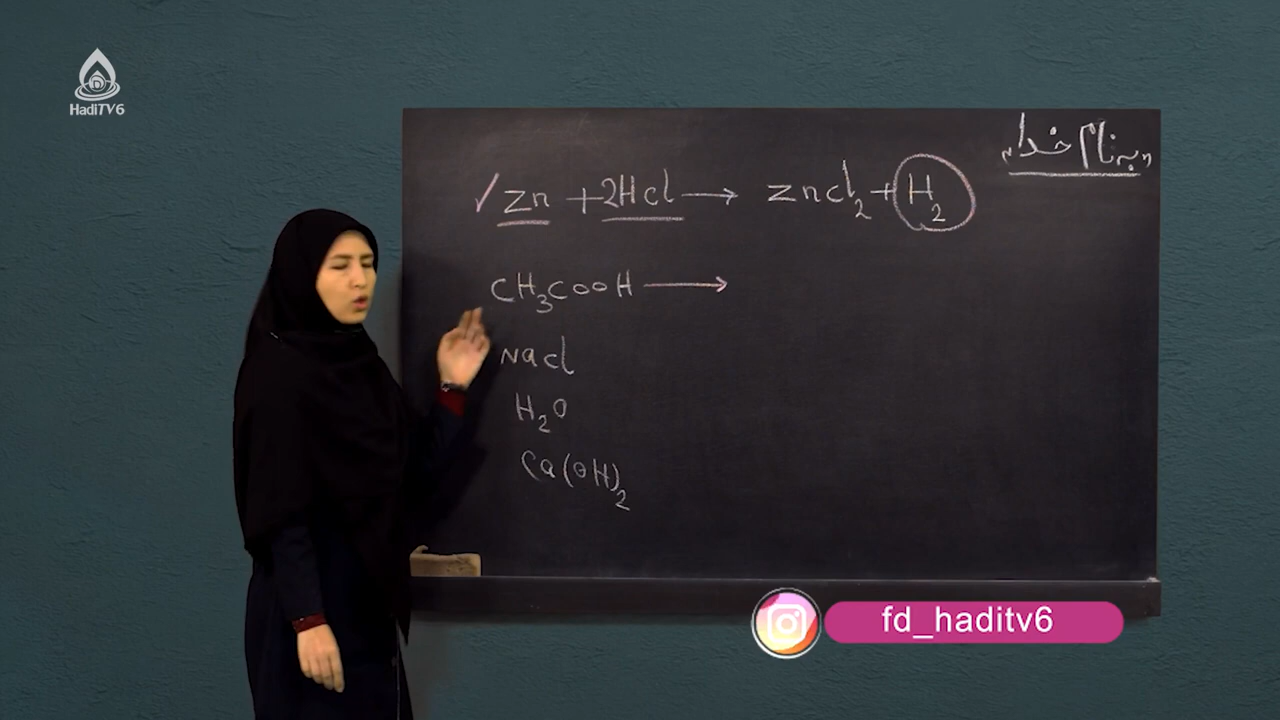 HadiTV6
"به نام خدا"
✓ Zn + 2Hcl → zncl₂ + H₂
CH₃COOH →
Nacl
H₂O
Ca(OH)₂
fd_haditv6